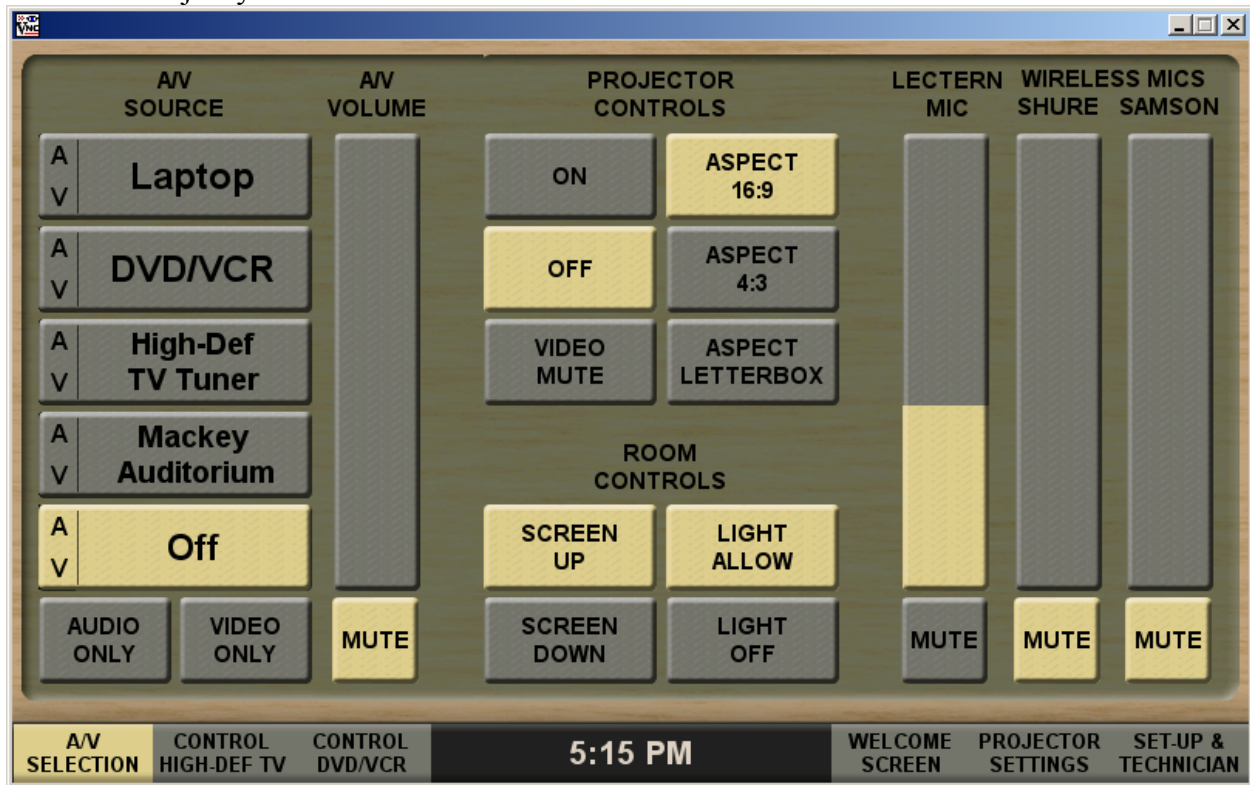 VNC
A/V
SOURCE
A/V
VOLUME
PROJECTOR
CONTROLS
LECTERN
MIC
WIRELESS MICS
SHURE SAMSON
A
V
Laptop
A
V
DVD/VCR
A
V
High-Def
TV Tuner
A
V
Mackey
Auditorium
A
V
Off
AUDIO
ONLY
VIDEO
ONLY
MUTE
ON
ASPECT
16:9
OFF
ASPECT
4:3
VIDEO
MUTE
ASPECT
LETTERBOX
ROOM
CONTROLS
SCREEN
UP
LIGHT
ALLOW
SCREEN
DOWN
LIGHT
OFF
MUTE
MUTE
MUTE
A/V
SELECTION
CONTROL
HIGH-DEF TV
CONTROL
DVD/VCR
5:15 PM
WELCOME
SCREEN
PROJECTOR
SETTINGS
SET-UP &
TECHNICIAN